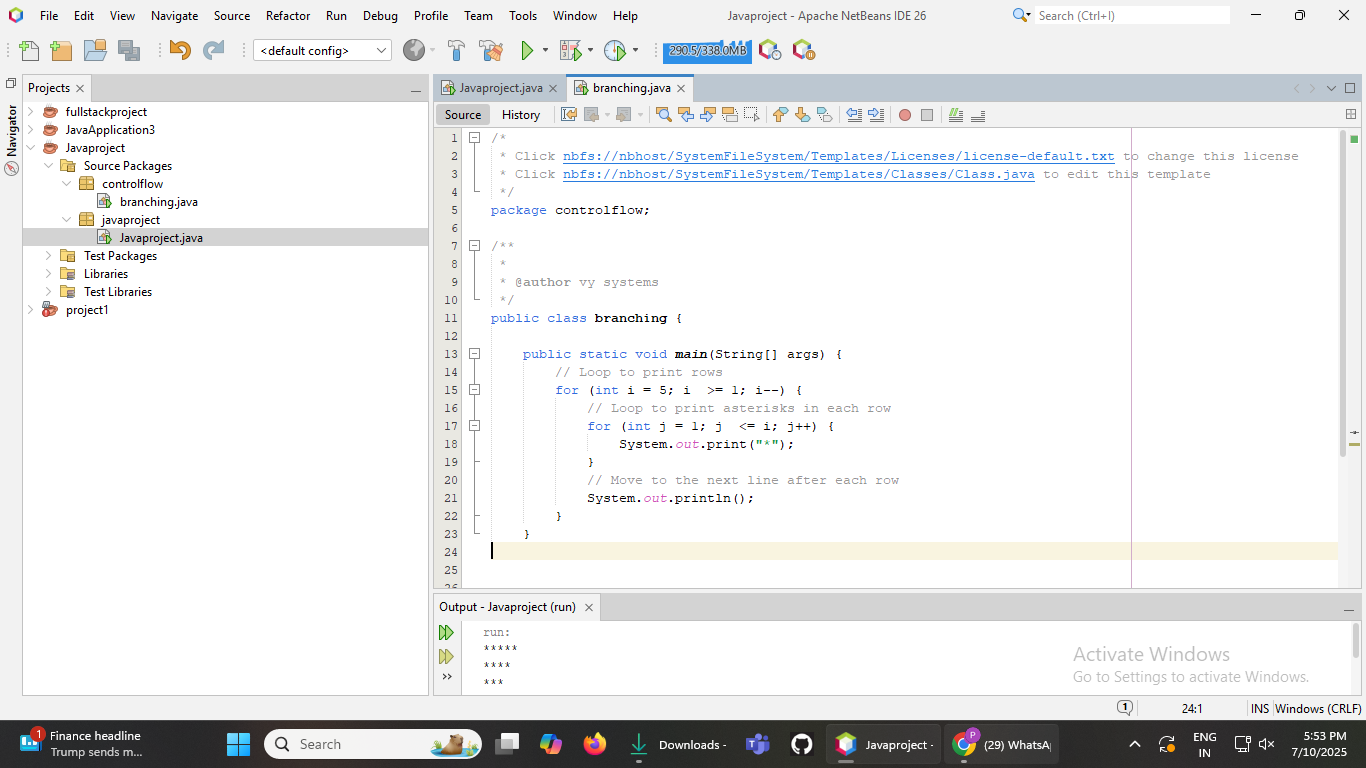 File Edit View Navigate Source Refactor Run Debug Profile Team Tools Window Help
Javaproject - Apache NetBeans IDE 26
Search (Ctrl+I)
<default config>
290.5/338.0MB
Projects
Navigator
fullstackproject
JavaApplication3
Javaproject
Source Packages
controlflow
branching.java
javaproject
Javaproject.java
Test Packages
Libraries
Test Libraries
project1
Javaproject.java branching.java
Source History
1 /*
2 * Click nbfs://nbhost/SystemFileSystem/Templates/Licenses/license-default.txt to change this license
3 * Click nbfs://nbhost/SystemFileSystem/Templates/Classes/Class.java to edit this template
4 */
5 package controlflow;
6
7 /**
8 *
9 * @author vy systems
10 */
11 public class branching {
12
13 public static void main(String[] args) {
14 // Loop to print rows
15 for (int i = 5; i  >= 1; i--) {
16 // Loop to print asterisks in each row
17 for (int j = 1; j  <= i; j++) {
18 System.out.print("*");
19 }
20 // Move to the next line after each row
21 System.out.println();
22 }
23 }
24
25
26
Output - Javaproject (run)
run:
*****
****
***
Activate Windows
Go to Settings to activate Windows.
1
24:1 INS Windows (CRLF)
1
Finance headline
Trump sends m...
Search
Downloads -
Javaproject -
P
(29) WhatsA
ENG
IN
5:53 PM
7/10/2025